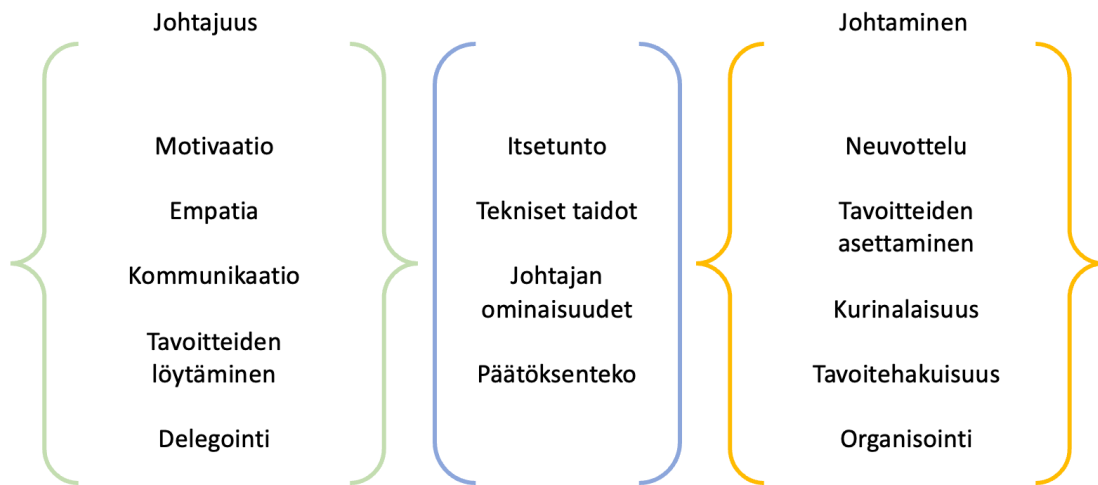 Johtajuus
Motivaatio
Empatia
Kommunikaatio
Tavoitteiden
löytäminen
Delegointi
Itsetunto
Tekniset taidot
Johtajan
ominaisuudet
Päätöksenteko
Johtaminen
Neuvottelu
Tavoitteiden
asettaminen
Kurinalaisuus
Tavoitehakuisuus
Organisointi